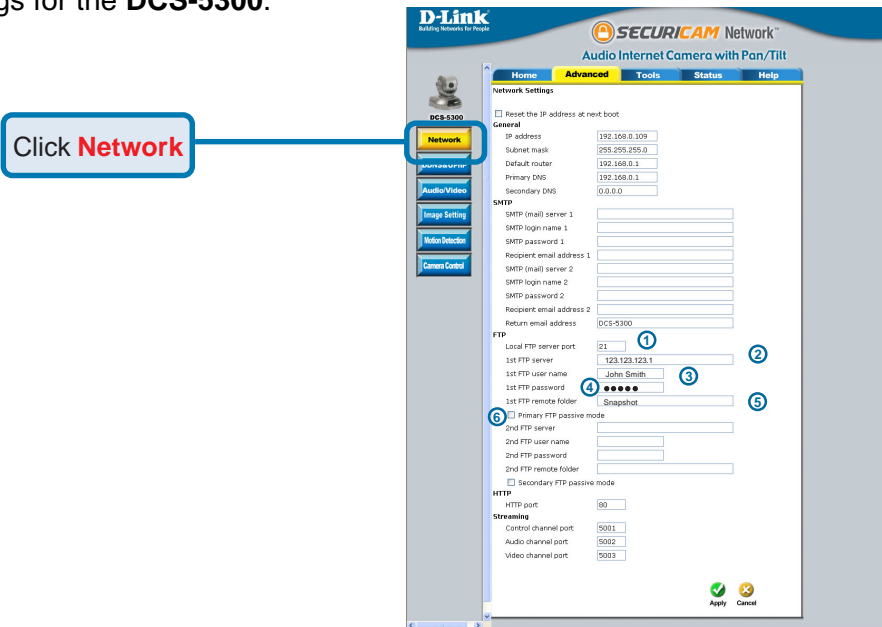 gs for the DCS-5300.
D-Link
Building Networks for People
SECURICAM Network™
Audio Internet Camera with Pan/Tilt
Home Advanced Tools Status Help
Network Settings
DCS-5300
Reset the IP address at next boot
General
Click Network
Network
IP address 192.168.0.109
Subnet mask 255.255.255.0
DDNS&UPnP
Default router 192.168.0.1
Primary DNS 192.168.0.1
Audio/Video
Secondary DNS 0.0.0.0
SMTP
Image Setting
SMTP (mail) server 1
SMTP login name 1
Motion Detection
SMTP password 1
Recipient email address 1
Camera Control
SMTP (mail) server 2
SMTP login name 2
SMTP password 2
Recipient email address 2
Return email address DCS-5300
FTP
Local FTP server port 21 1
1st FTP server 123.123.123.1 2
1st FTP user name John Smith 3
1st FTP password 4 ●●●●●
1st FTP remote folder Snapshot 5
6 Primary FTP passive mode
2nd FTP server
2nd FTP user name
2nd FTP password
2nd FTP remote folder
Secondary FTP passive mode
HTTP
HTTP port 80
Streaming
Control channel port 5001
Audio channel port 5002
Video channel port 5003
Apply Cancel